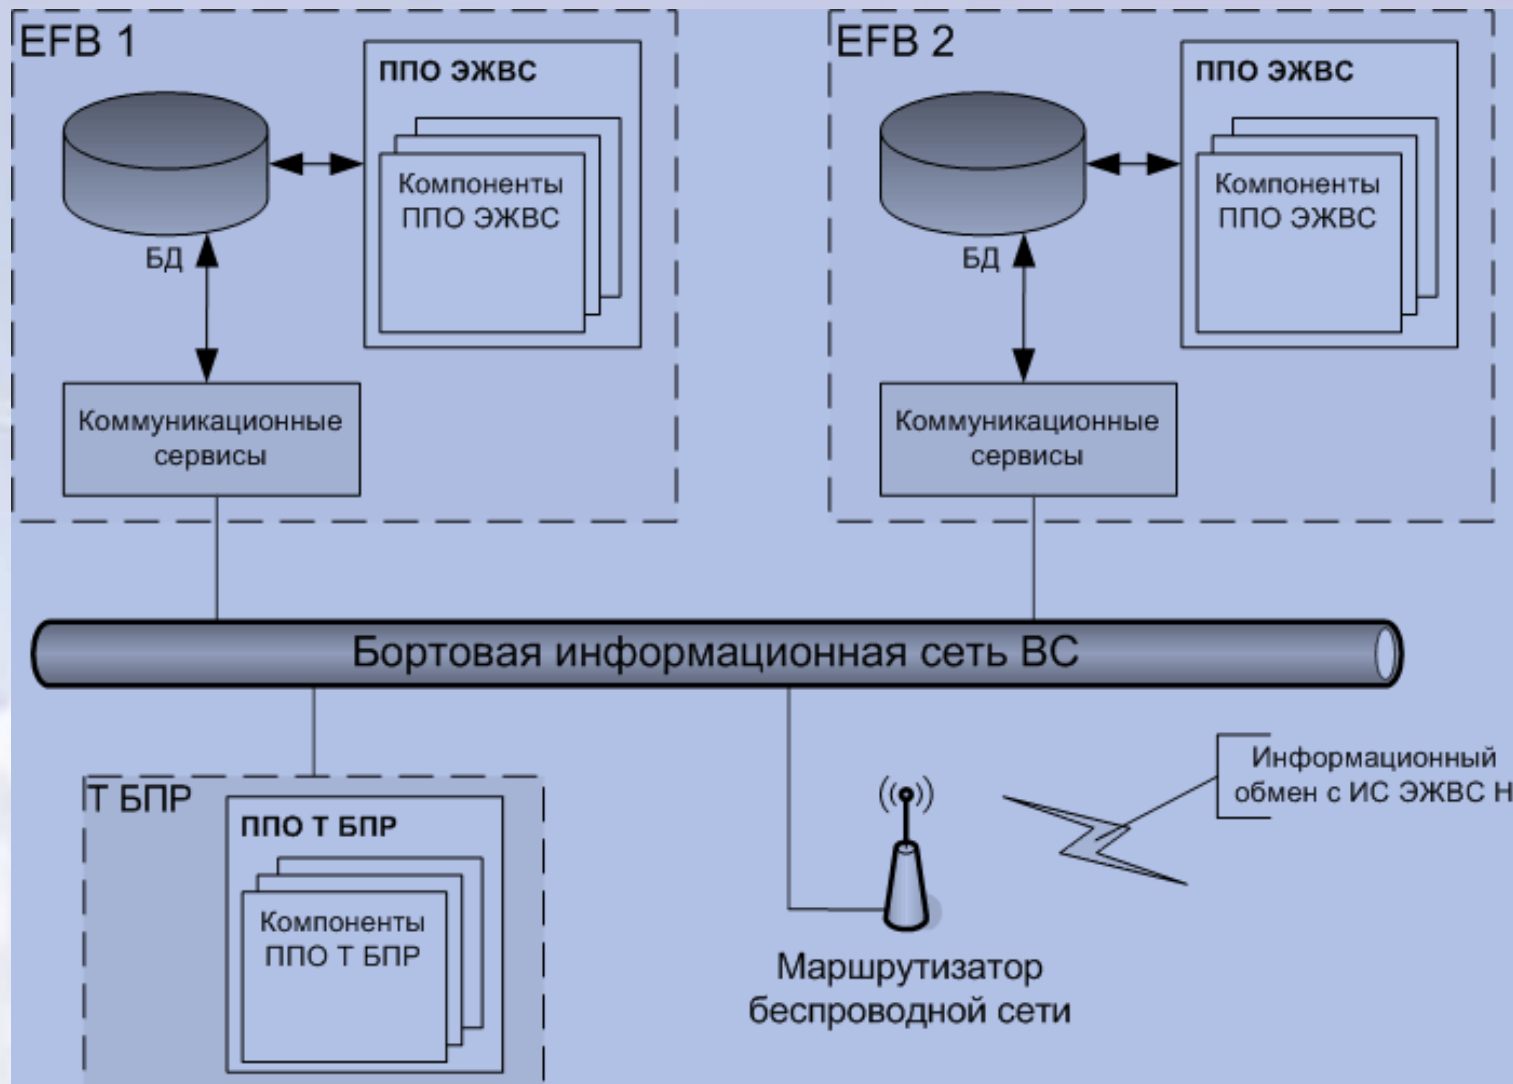 EFB 1
ППО ЭЖВС
Компоненты
ППО ЭЖВС
БД
Коммуникационные
сервисы
EFB 2
ППО ЭЖВС
Компоненты
ППО ЭЖВС
БД
Коммуникационные
сервисы
Бортовая информационная сеть ВС
Т БПР
ППО Т БПР
Компоненты
ППО Т БПР
Маршрутизатор
беспроводной сети
Информационный
обмен с ИС ЭЖВС Н